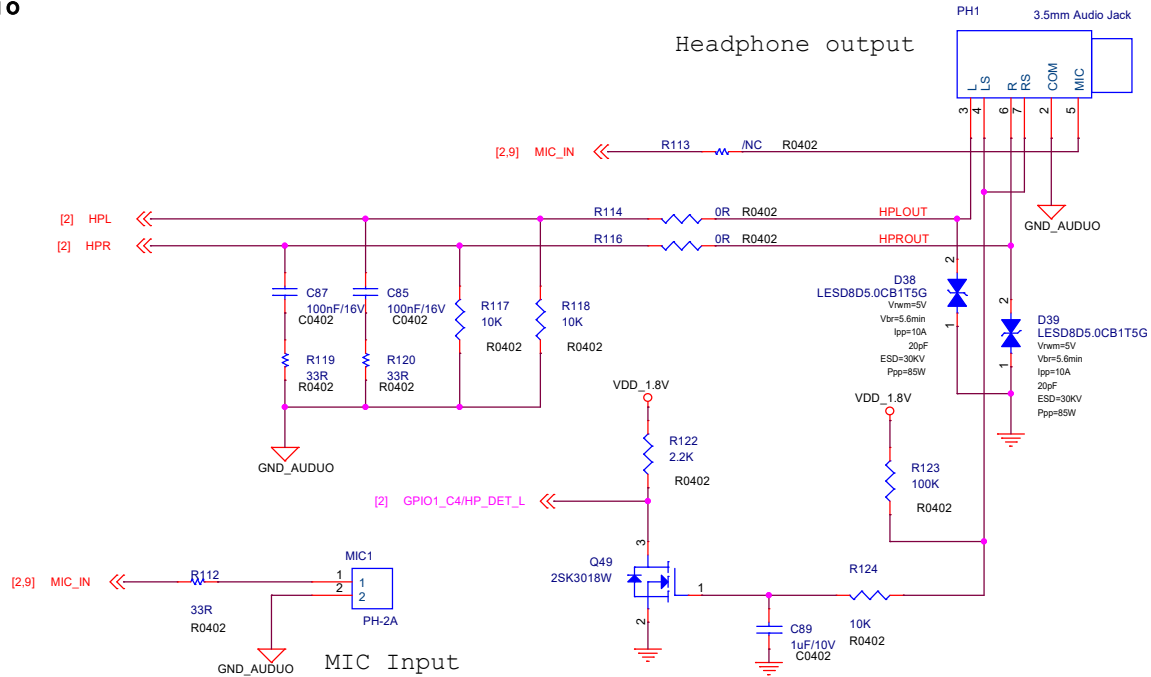 PH1
3.5mm Audio Jack
Headphone output
L
LS
R
RS
COM
MIC
3
4
6
7
2
5
[2,9] MIC_IN
R113 /NC R0402
GND_AUDUO
[2] HPL
R114 0R R0402 HPLOUT
[2] HPR
R116 0R R0402 HPROUT
C87
100nF/16V
C0402
C85
100nF/16V
C0402
R117
10K
R0402
R118
10K
R0402
R119
33R
R0402
R120
33R
R0402
GND_AUDUO
2
D38
LESD8D5.0CB1T5G
Vrwm=5V
Vbr=5.6min
Ipp=10A
20pF
ESD=30KV
Ppp=85W
1
2
D39
LESD8D5.0CB1T5G
Vrwm=5V
Vbr=5.6min
Ipp=10A
20pF
ESD=30KV
Ppp=85W
1
VDD_1.8V
R122
2.2K
R0402
VDD_1.8V
R123
100K
R0402
[2] GPIO1_C4/HP_DET_L
3
Q49
2SK3018W
1
2
R124
10K
R0402
C89
1uF/10V
C0402
[2,9] MIC_IN
R112
33R
R0402
MIC1
1
2
1
2
PH-2A
GND_AUDUO
MIC Input